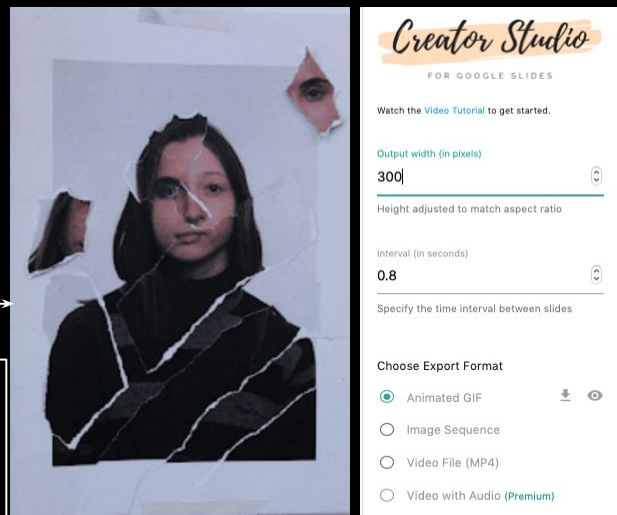 Creator Studio
FOR GOOGLE SLIDES
Watch the Video Tutorial to get started.
Output width (in pixels)
300
Height adjusted to match aspect ratio
Interval (in seconds)
0.8
Specify the time interval between slides
Choose Export Format
Animated GIF
Image Sequence
Video File (MP4)
Video with Audio (Premium)